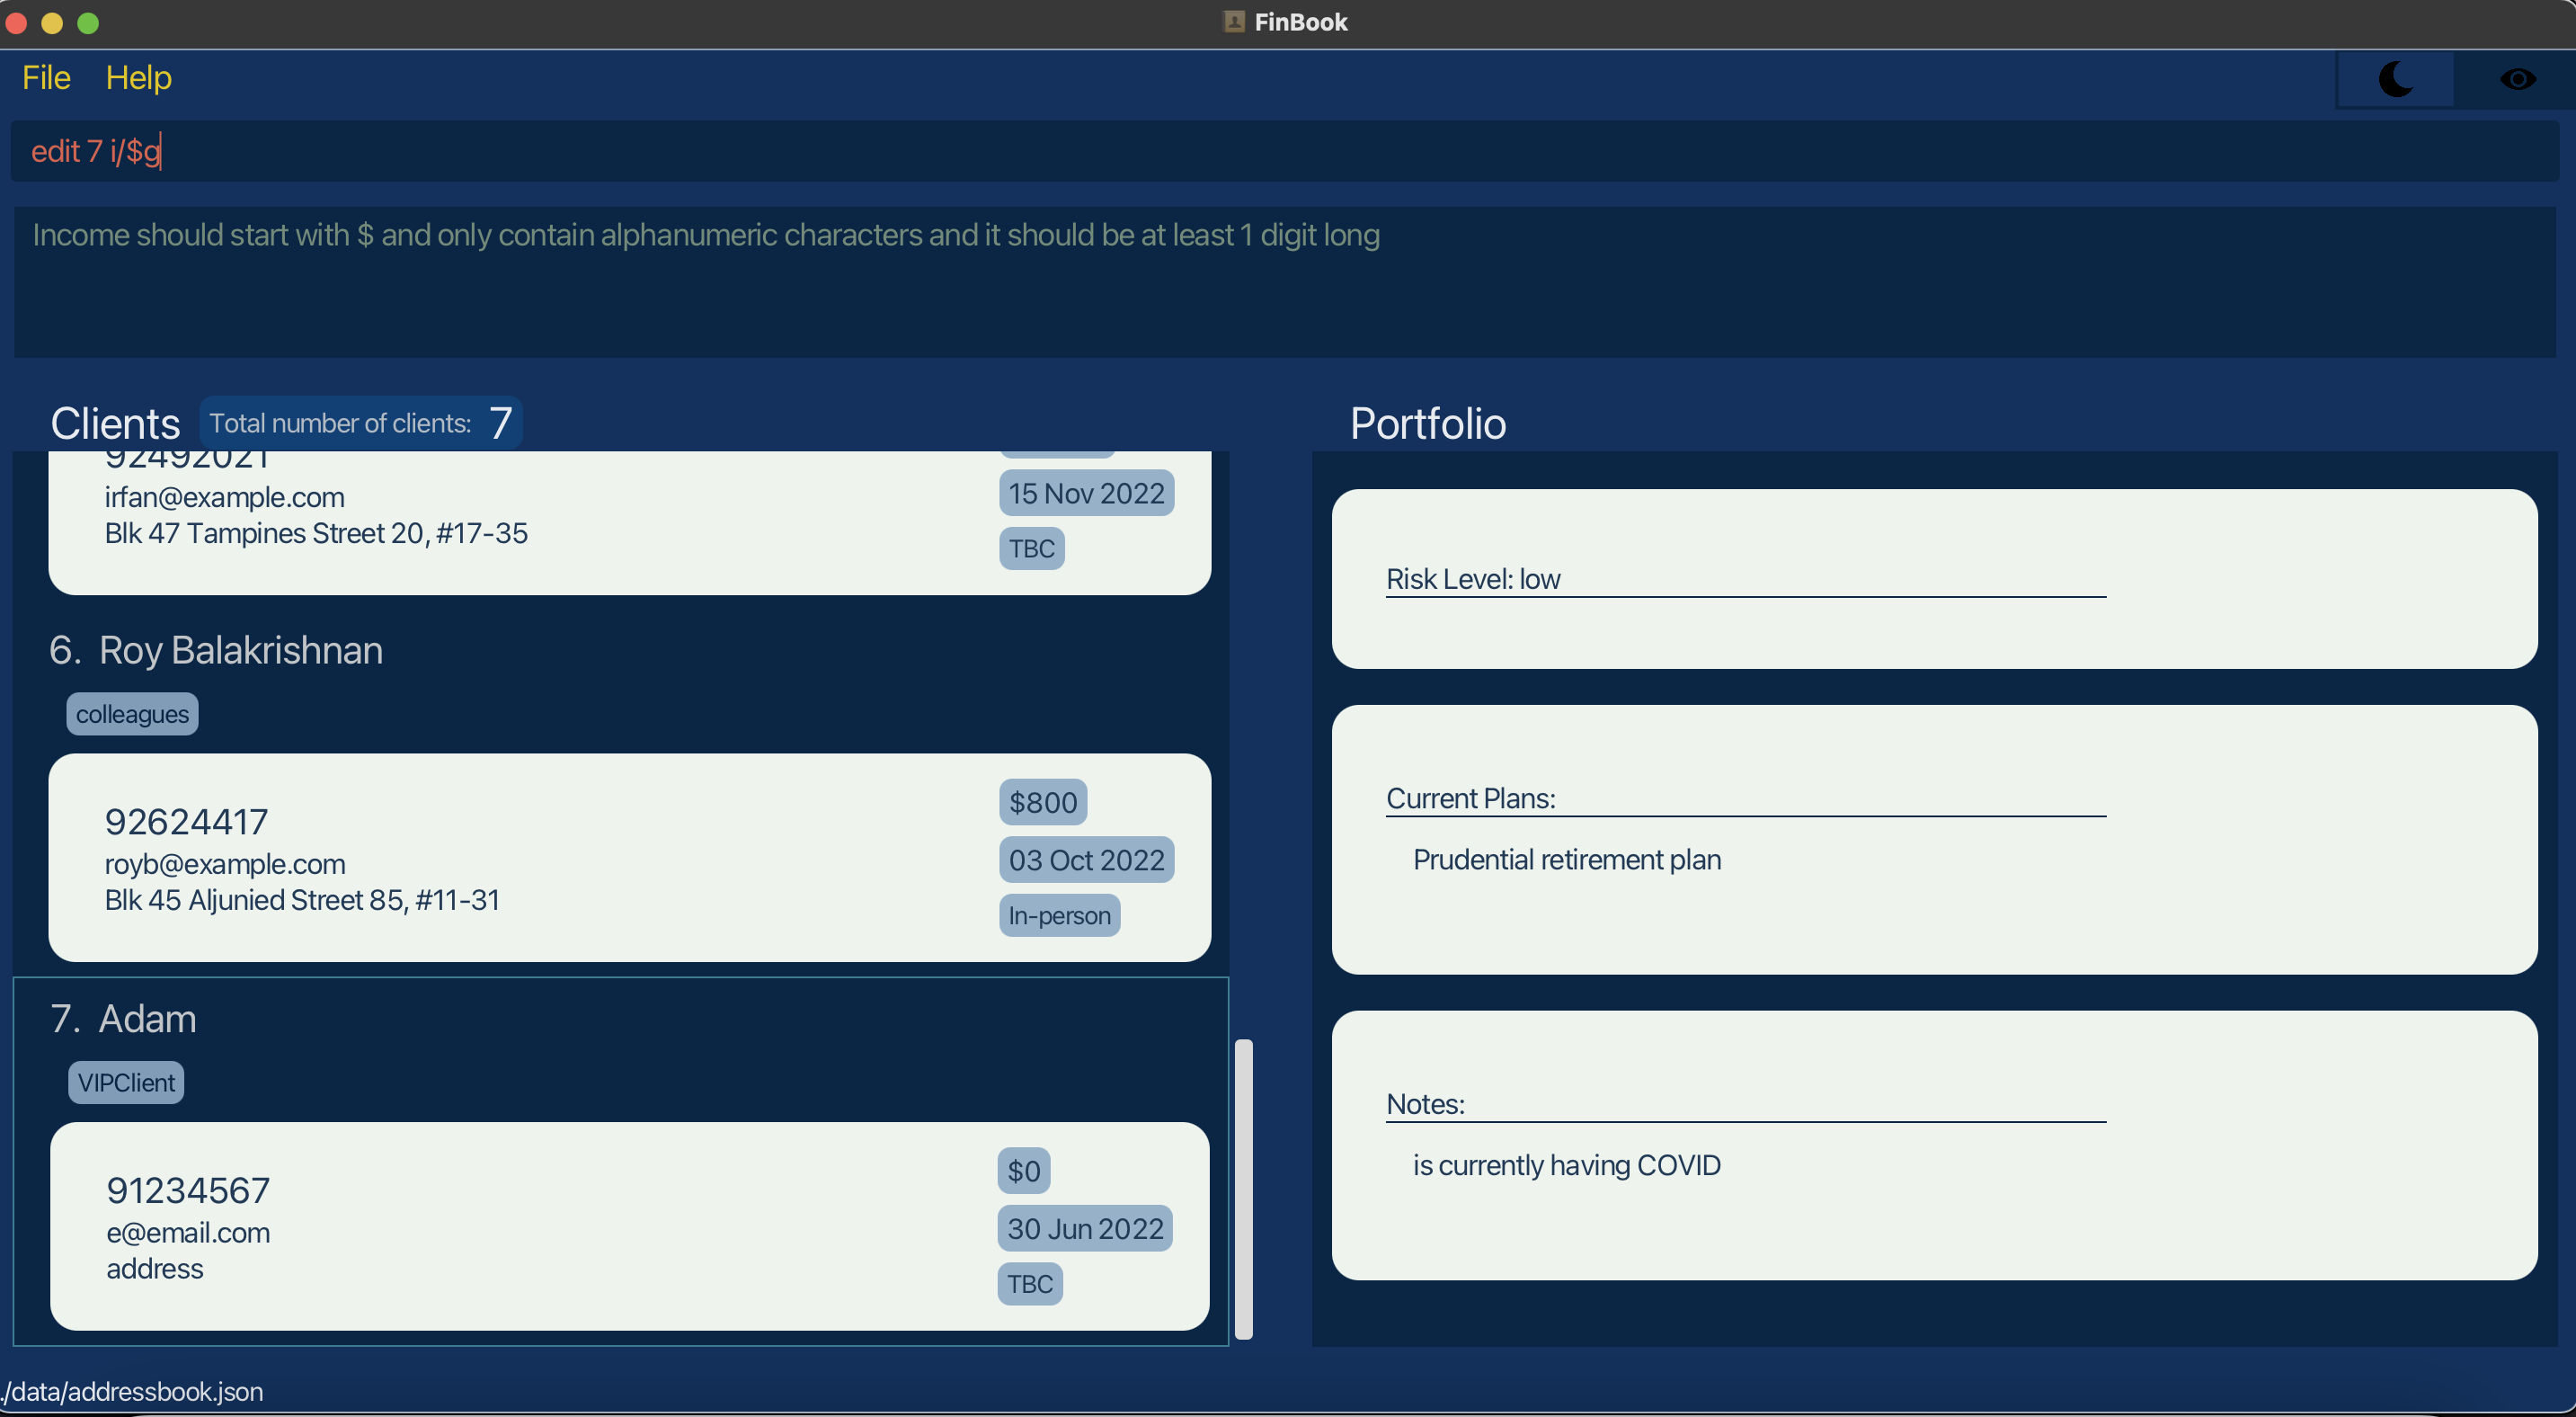 FinBook
File Help
edit 7 i/$g
Income should start with $ and only contain alphanumeric characters and it should be at least 1 digit long
Clients Total number of clients: 7
92492021
irfan@example.com
Blk 47 Tampines Street 20, #17-35
15 Nov 2022
TBC
6. Roy Balakrishnan
colleagues
92624417
royb@example.com
Blk 45 Aljunied Street 85, #11-31
$800
03 Oct 2022
In-person
7. Adam
VIPClient
91234567
e@email.com
address
$0
30 Jun 2022
TBC
Portfolio
Risk Level: low
Current Plans:
Prudential retirement plan
Notes:
is currently having COVID
./data/addressbook.json